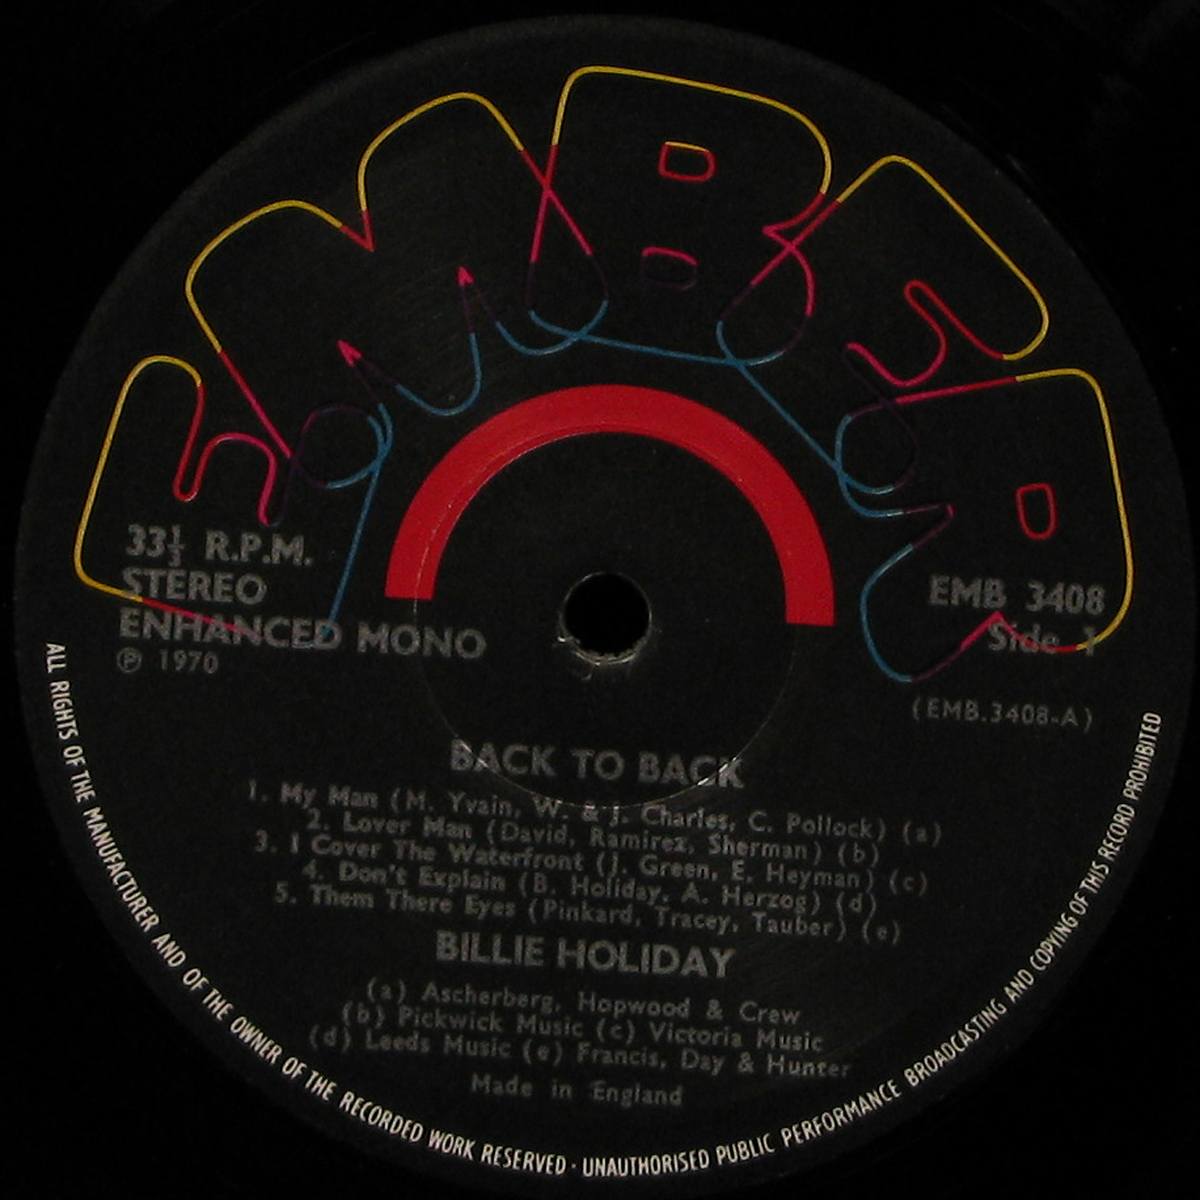 EMBER
33⅓ R.P.M.
STEREO
ENHANCED MONO
℗ 1970
EMB 3408
Side 1
(EMB.3408-A)
BACK TO BACK
1. My Man (M. Yvain, W. & J. Charles, C. Pollock) (a)
2. Lover Man (David, Ramirez, Sherman) (b)
3. I Cover The Waterfront (J. Green, E. Heyman) (c)
4. Don't Explain (B. Holiday, A. Herzog) (d)
5. Them There Eyes (Pinkard, Tracey, Tauber) (e)
BILLIE HOLIDAY
(a) Ascherberg, Hopwood & Crew
(b) Pickwick Music (c) Victoria Music
(d) Leeds Music (e) Francis, Day & Hunter
Made in England
ALL RIGHTS OF THE MANUFACTURER AND OF THE OWNER OF THE RECORDED WORK RESERVED · UNAUTHORISED PUBLIC PERFORMANCE BROADCASTING AND COPYING OF THIS RECORD PROHIBITED